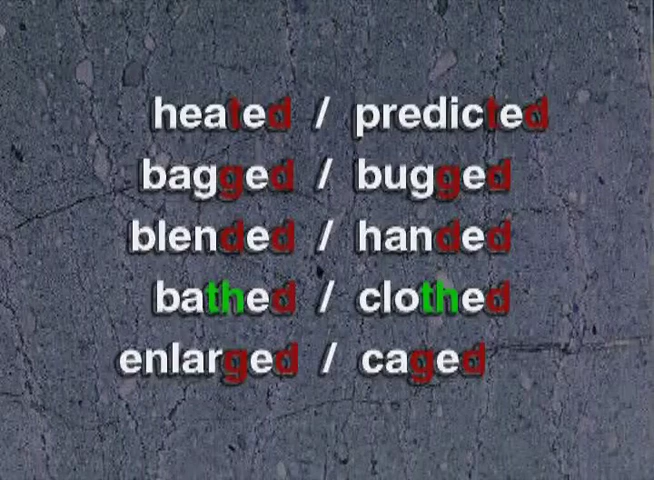 heated / predicted
bagged / bugged
blended / handed
bathed / clothed
enlarged / caged